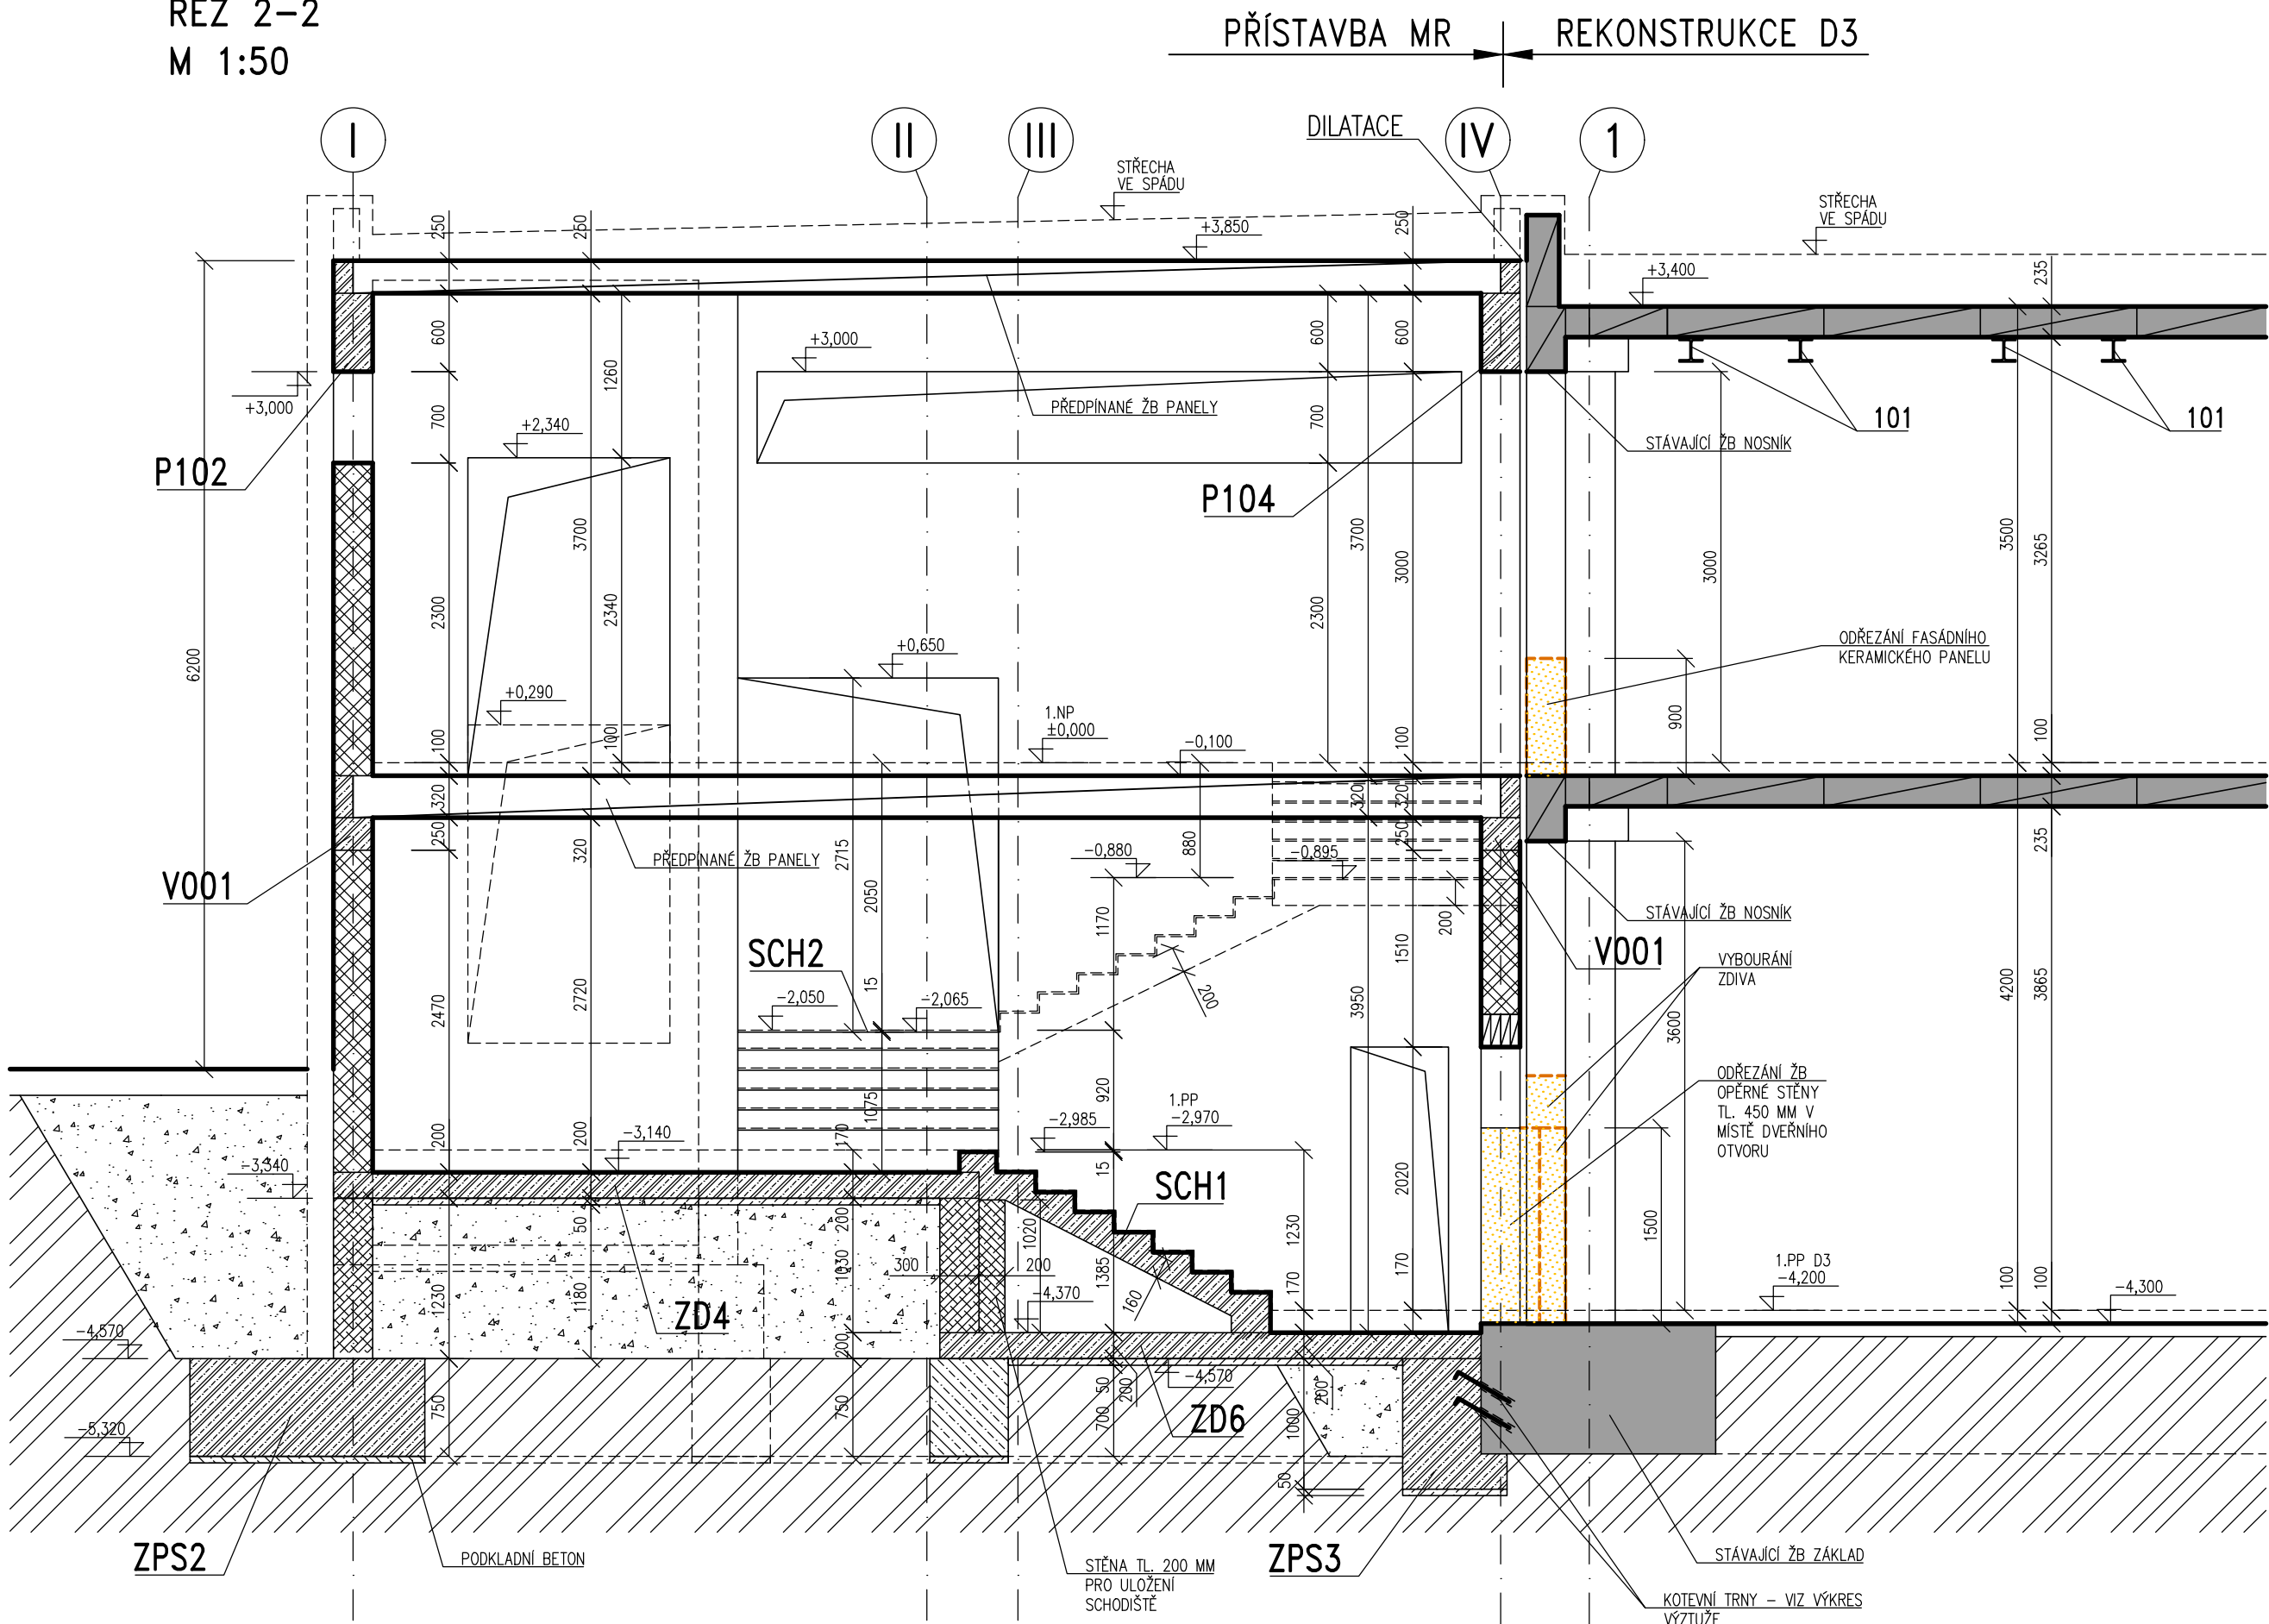 ŘEZ 2-2
M 1:50
PŘÍSTAVBA MR
REKONSTRUKCE D3
I
II
III
DILATACE
IV
1
STŘECHA
VE SPÁDU
STŘECHA
VE SPÁDU
250
250
250
+3,850
+3,400
235
600
1260
600
600
+3,000
+3,000
700
+2,340
PŘEDPÍNANÉ ŽB PANELY
700
101
101
STÁVAJÍCÍ ŽB NOSNÍK
P102
P104
6200
3700
3700
3000
3000
3500
3265
2300
2340
2300
+0,650
+0,290
ODŘEZÁNÍ FASÁDNÍHO
KERAMICKÉHO PANELU
900
1.NP
±0,000
-0,100
100
100
100
100
320
320
320
320
250
250
PŘEDPÍNANÉ ŽB PANELY
2715
2050
-0,880
880
-0,895
235
V001
STÁVAJÍCÍ ŽB NOSNÍK
200
1170
1510
V001
SCH2
VYBOURÁNÍ
ZDIVA
2470
2720
15
-2,050
-2,065
200
3950
3600
4200
3865
ODŘEZÁNÍ ŽB
OPĚRNÉ STĚNY
TL. 450 MM V
MÍSTĚ DVEŘNÍHO
OTVORU
920
1.PP
-2,970
-2,985
1075
170
200
200
-3,140
-3,340
15
SCH1
2020
1230
1500
50
200
1020
1030
300
200
1385
160
170
170
1.PP D3
-4,200
-4,300
100
100
1230
1180
ZD4
-4,370
-4,570
200
750
750
50
700
200
-4,570
200
1000
ZD6
-5,320
50
ZPS2
PODKLADNÍ BETON
STĚNA TL. 200 MM
PRO ULOŽENÍ
SCHODIŠTĚ
ZPS3
STÁVAJÍCÍ ŽB ZÁKLAD
KOTEVNÍ TRNY – VIZ VÝKRES
VÝZTUŽE